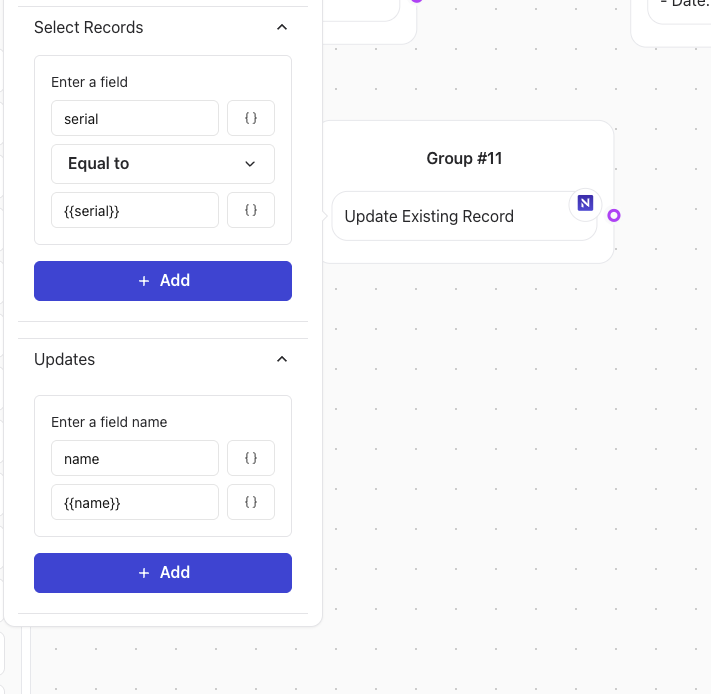 - Date:
Select Records
Enter a field
serial
{ }
Equal to
{{serial}}
{ }
+ Add
Group #11
Update Existing Record
N
Updates
Enter a field name
name
{ }
{{name}}
{ }
+ Add